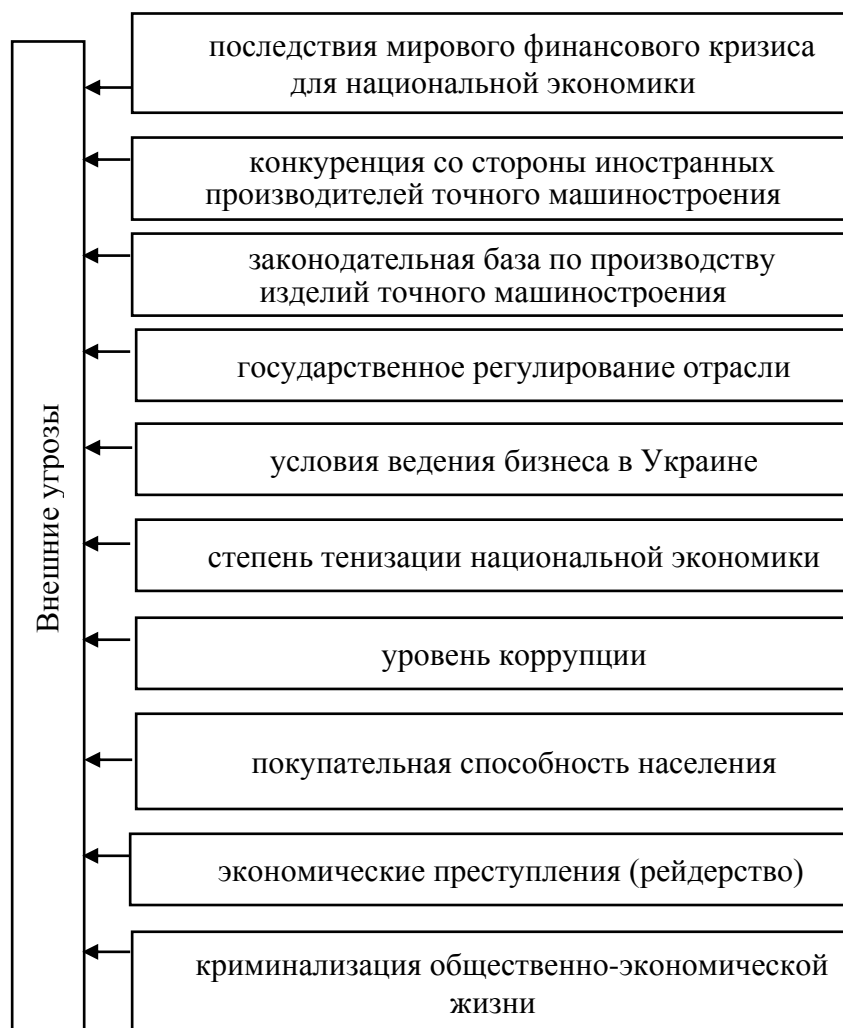 Внешние угрозы
последствия мирового финансового кризиса
для национальной экономики
конкуренция со стороны иностранных
производителей точного машиностроения
законодательная база по производству
изделий точного машиностроения
государственное регулирование отрасли
условия ведения бизнеса в Украине
степень тенизации национальной экономики
уровень коррупции
покупательная способность населения
экономические преступления (рейдерство)
криминализация общественно-экономической
жизни